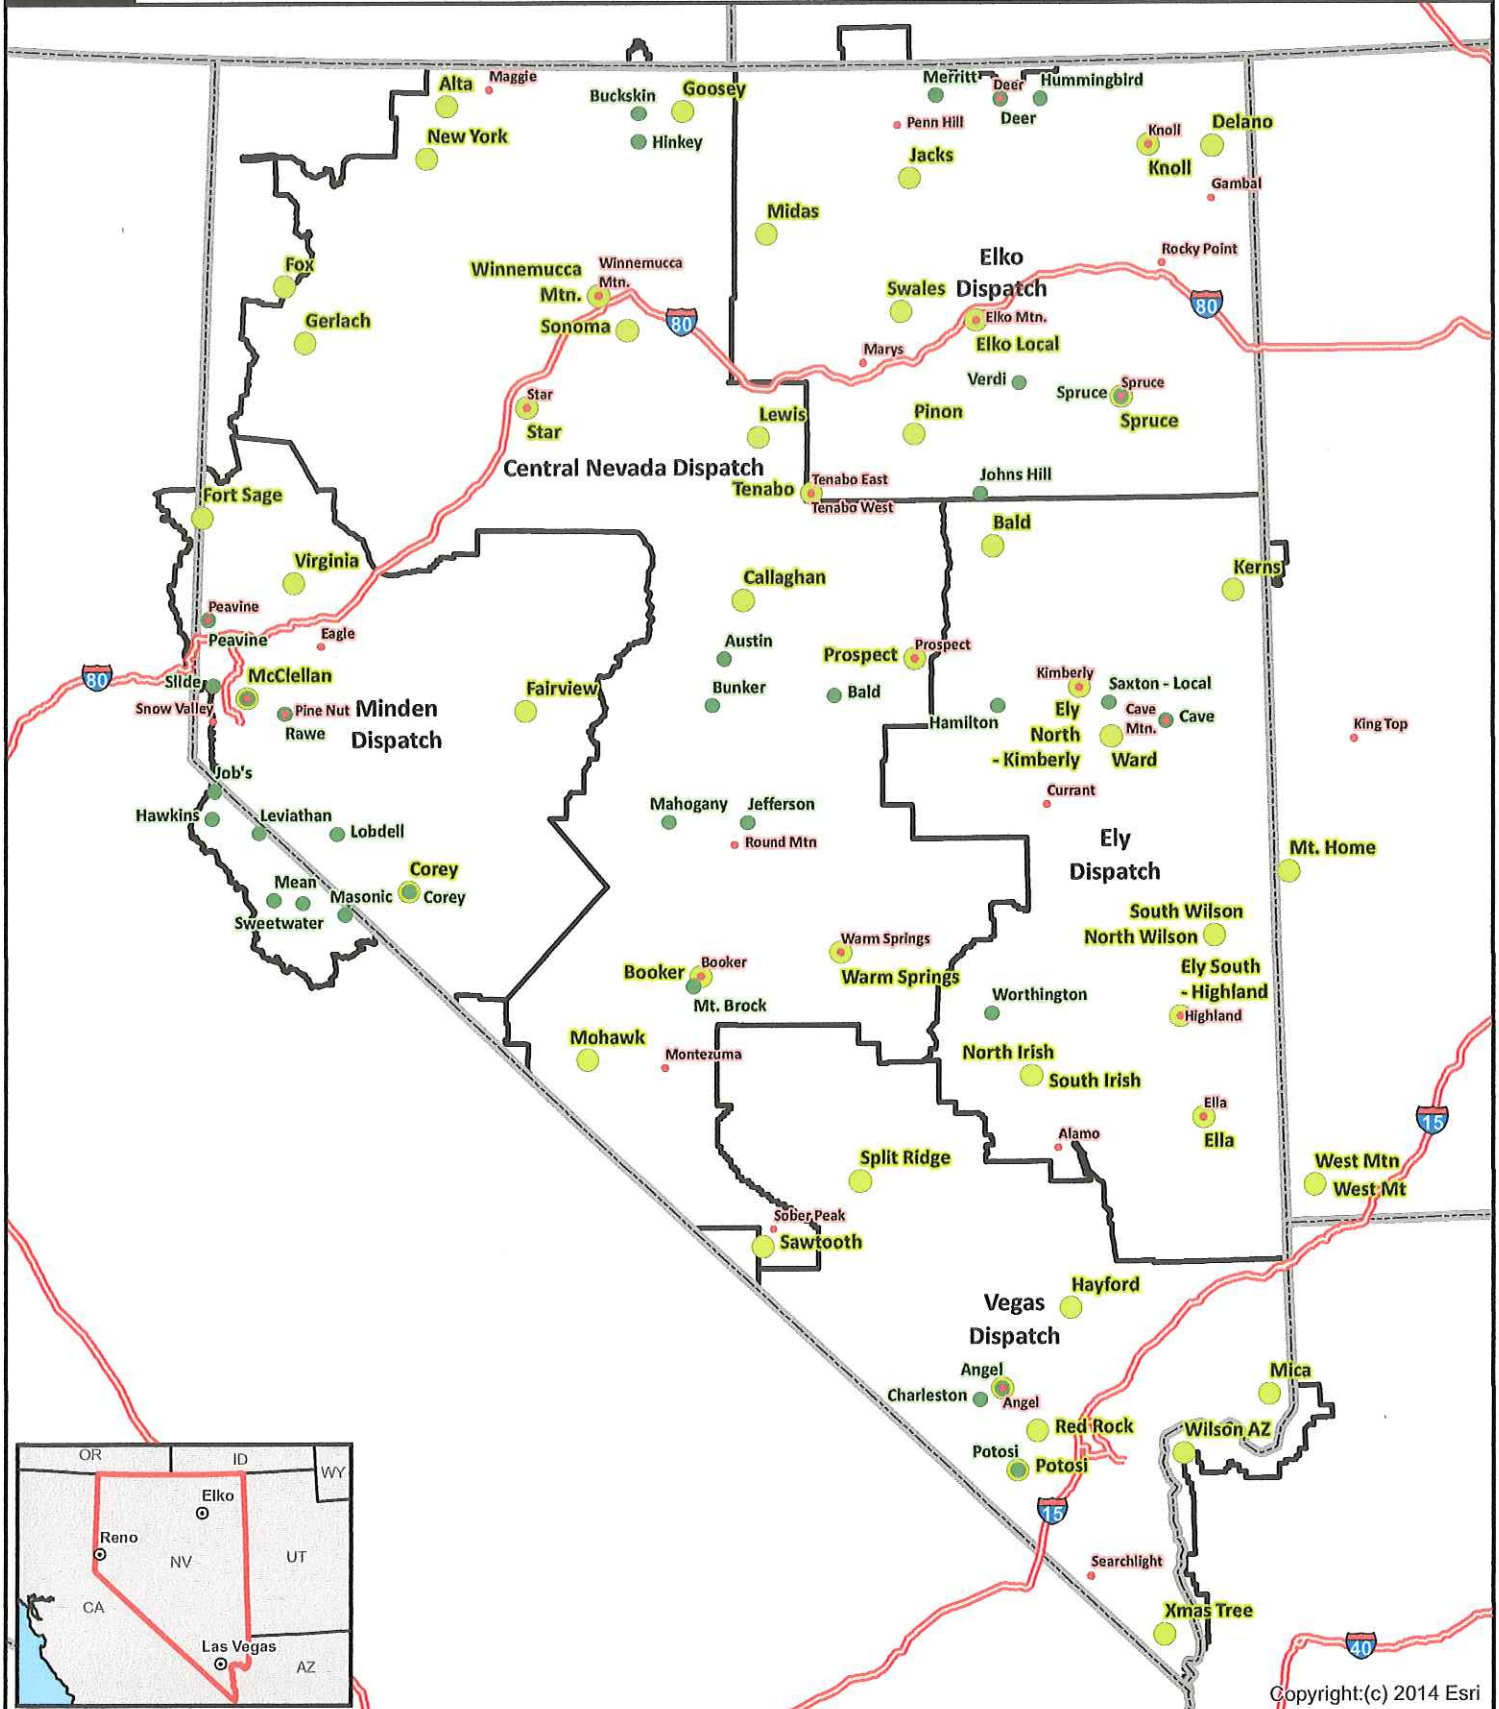 Alta
Maggie
Buckskin
Goosey
Merritt
Deer
Hummingbird
New York
Hinkey
Penn Hill
Deer
Knoll
Delano
Jacks
Knoll
Gambal
Midas
Fox
Winnemucca
Mtn.
Winnemucca
Mtn.
Elko
Dispatch
Rocky Point
Swales
80
Gerlach
Sonoma
80
Elko Mtn.
Elko Local
Marys
Verdi
Spruce
Spruce
Spruce
Star
Star
Lewis
Pinon
Central Nevada Dispatch
Tenabo
Tenabo East
Tenabo West
Johns Hill
Fort Sage
Bald
Virginia
Callaghan
Kerns
Peavine
Peavine
Eagle
Austin
Prospect
Prospect
80
Slide
McClellan
Snow Valley
Pine Nut
Rawe
Minden
Dispatch
Fairview
Bunker
Bald
Kimberly
Saxton - Local
Hamilton
Ely
North
- Kimberly
Cave
Mtn.
Cave
Ward
King Top
Job's
Hawkins
Leviathan
Lobdell
Mahogany
Jefferson
Round Mtn
Currant
Ely
Dispatch
Mt. Home
Corey
Corey
Mean
Masonic
Sweetwater
South Wilson
North Wilson
Warm Springs
Warm Springs
Booker
Booker
Mt. Brock
Ely South
- Highland
Highland
Worthington
Mohawk
Montezuma
North Irish
South Irish
Ella
Ella
Alamo
15
Split Ridge
West Mtn
West Mt
Sober Peak
Sawtooth
Hayford
Vegas
Dispatch
Angel
Charleston
Angel
Mica
Red Rock
Wilson AZ
Potosi
Potosi
15
Searchlight
Xmas Tree
40
OR
ID
WY
Elko
Reno
NV
UT
CA
Las Vegas
AZ
Copyright:(c) 2014 Esri